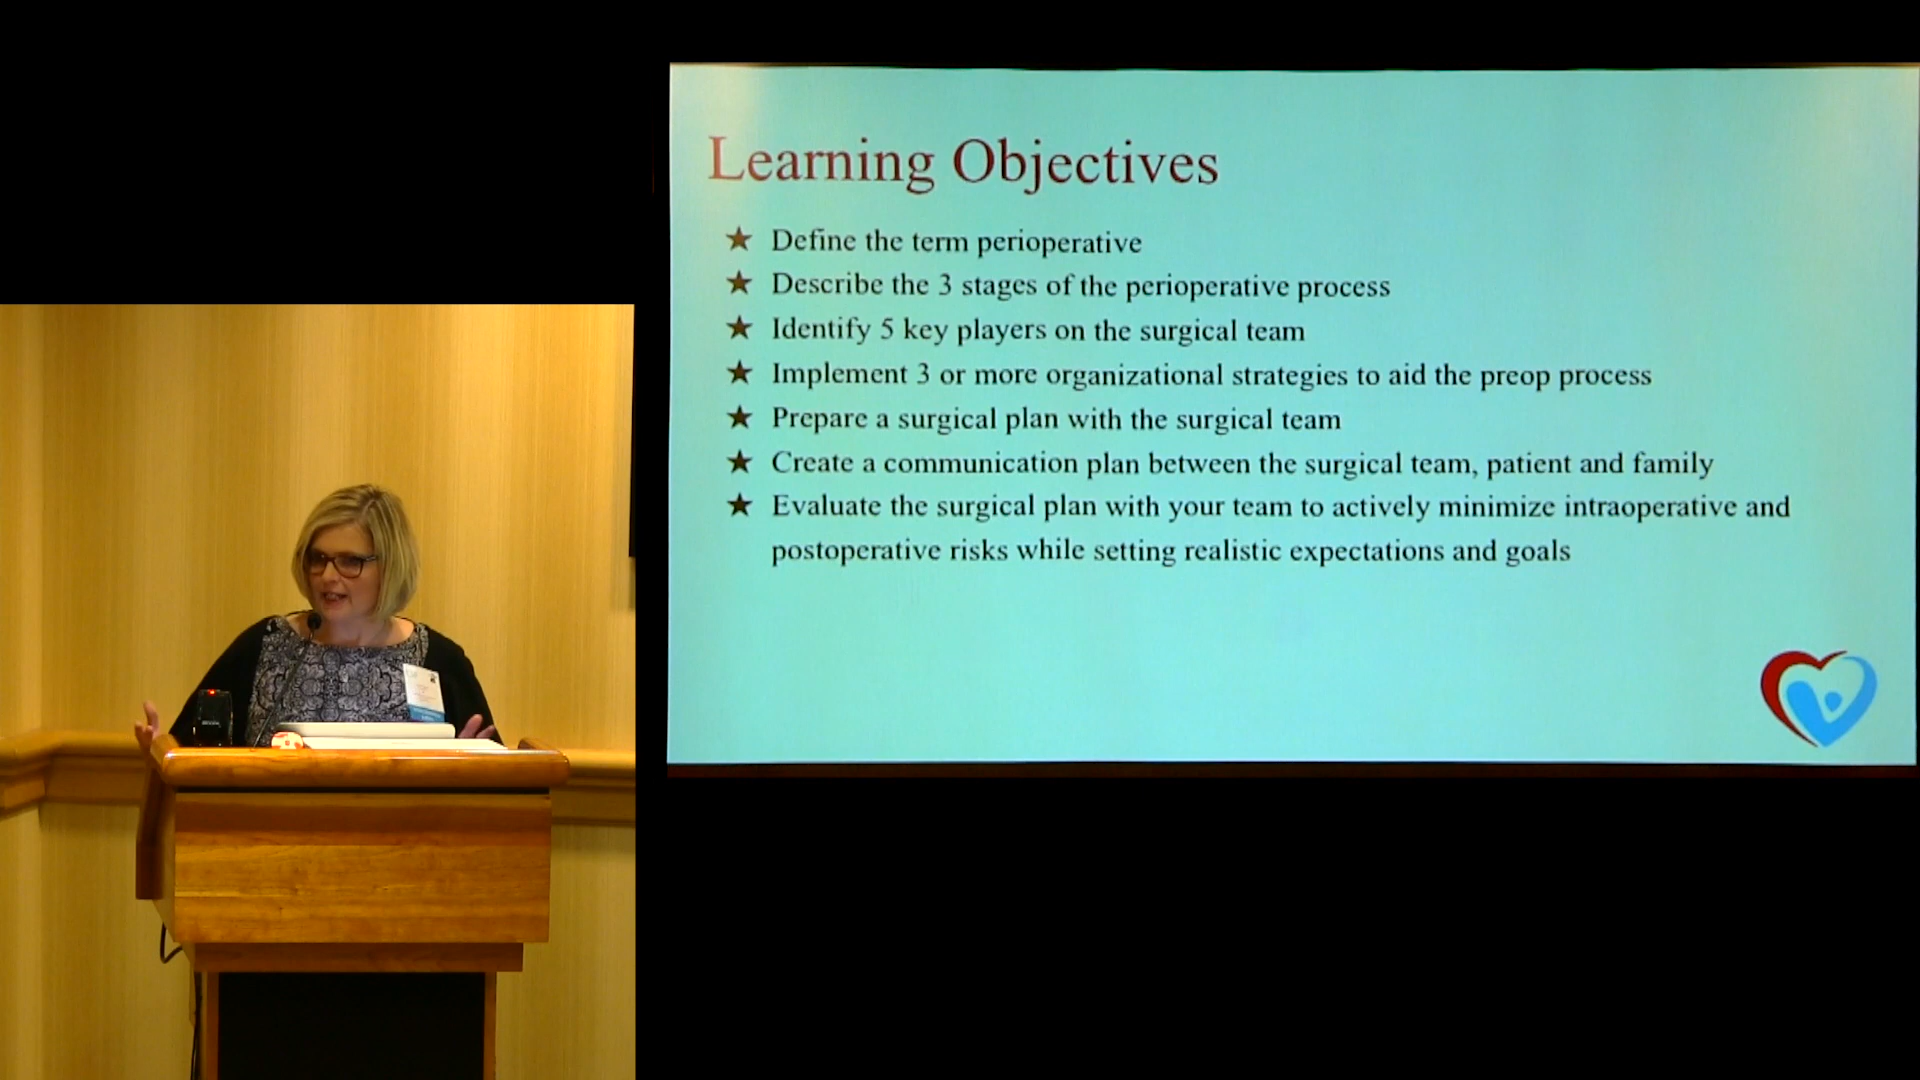 Learning Objectives
★ Define the term perioperative
★ Describe the 3 stages of the perioperative process
★ Identify 5 key players on the surgical team
★ Implement 3 or more organizational strategies to aid the preop process
★ Prepare a surgical plan with the surgical team
★ Create a communication plan between the surgical team, patient and family
★ Evaluate the surgical plan with your team to actively minimize intraoperative and
postoperative risks while setting realistic expectations and goals